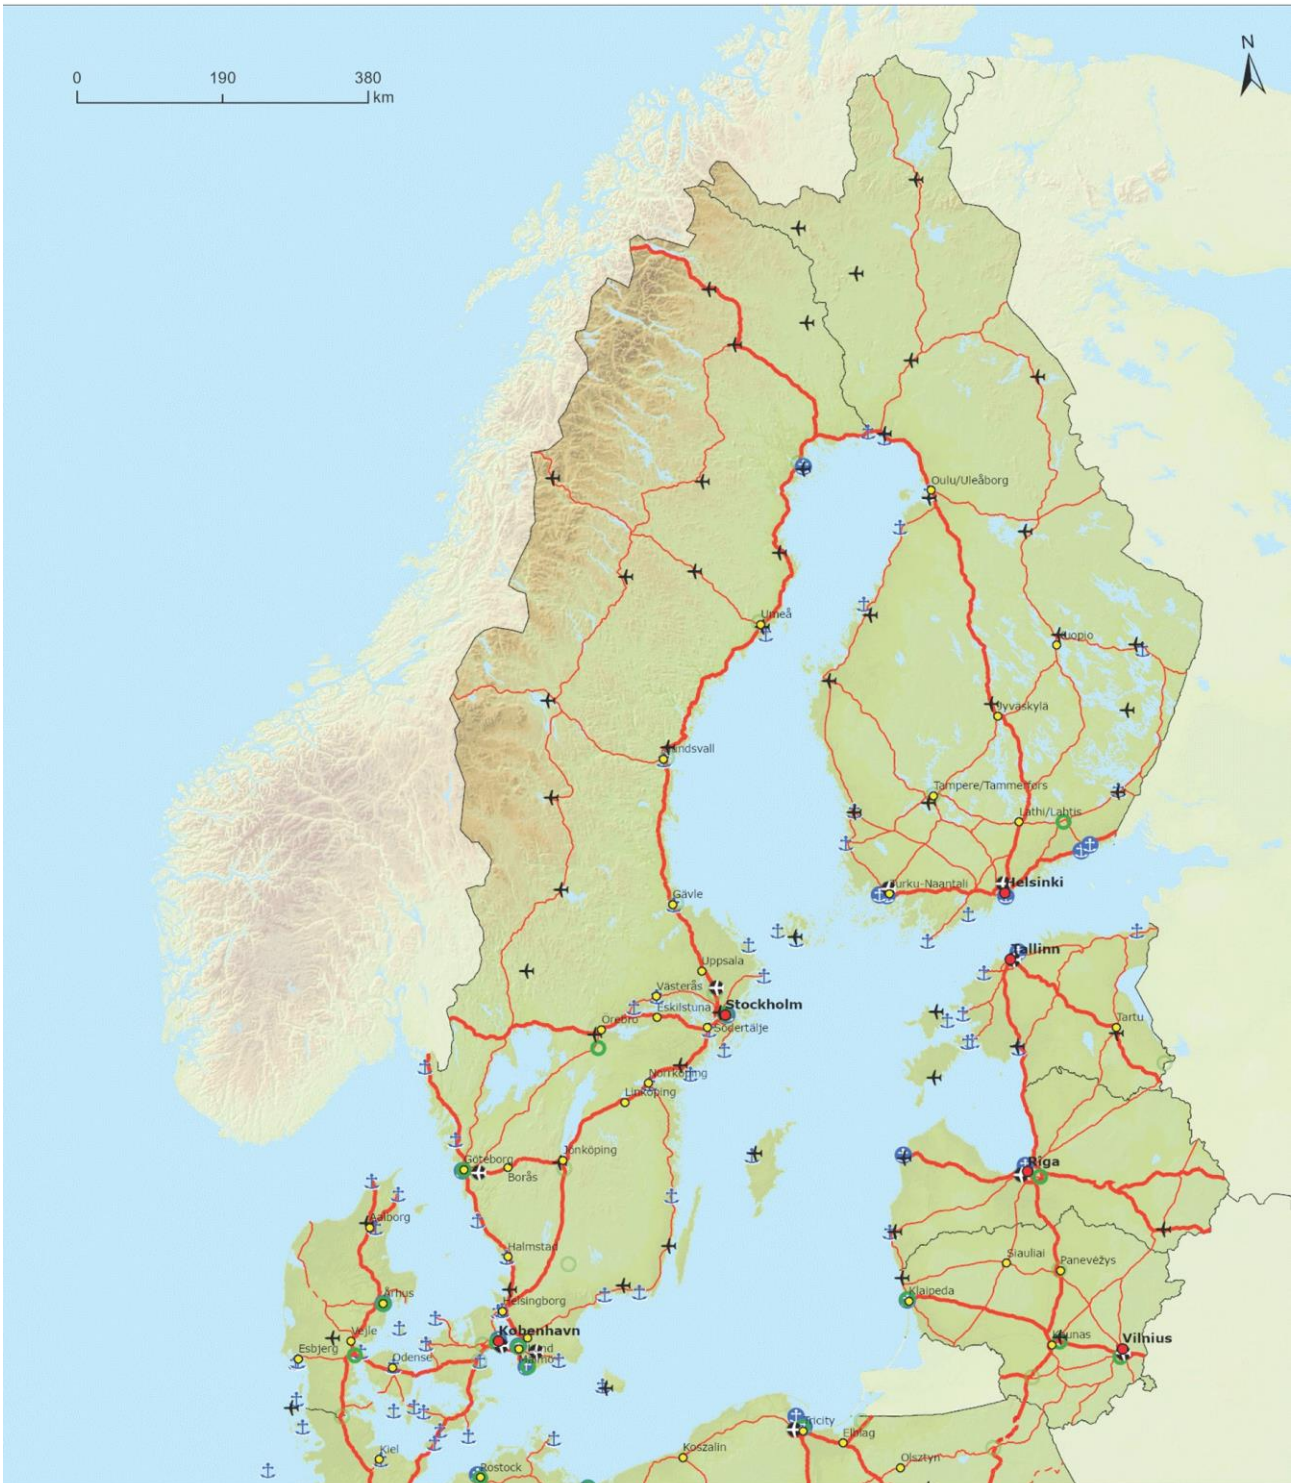 N
0 190 380
km
Oulu/Uleåborg
Umeå
Kuopio
Jyväskylä
Sundsvall
Tampere/Tammerfors
Lathi/Lahtis
Turku-Naantali
Helsinki
Gävle
Tallinn
Uppsala
Västerås
Stockholm
Eskilstuna
Örebro
Södertälje
Tartu
Norrköping
Linköping
Göteborg
Jönköping
Borås
Riga
Aalborg
Halmstad
Siauliai
Panevėžys
Århus
Helsingborg
Klaipeda
København
Vejle
Lund
Kaunas
Vilnius
Esbjerg
Odense
Malmö
Tricity
Elblag
Kiel
Koszalin
Olsztyn
Rostock